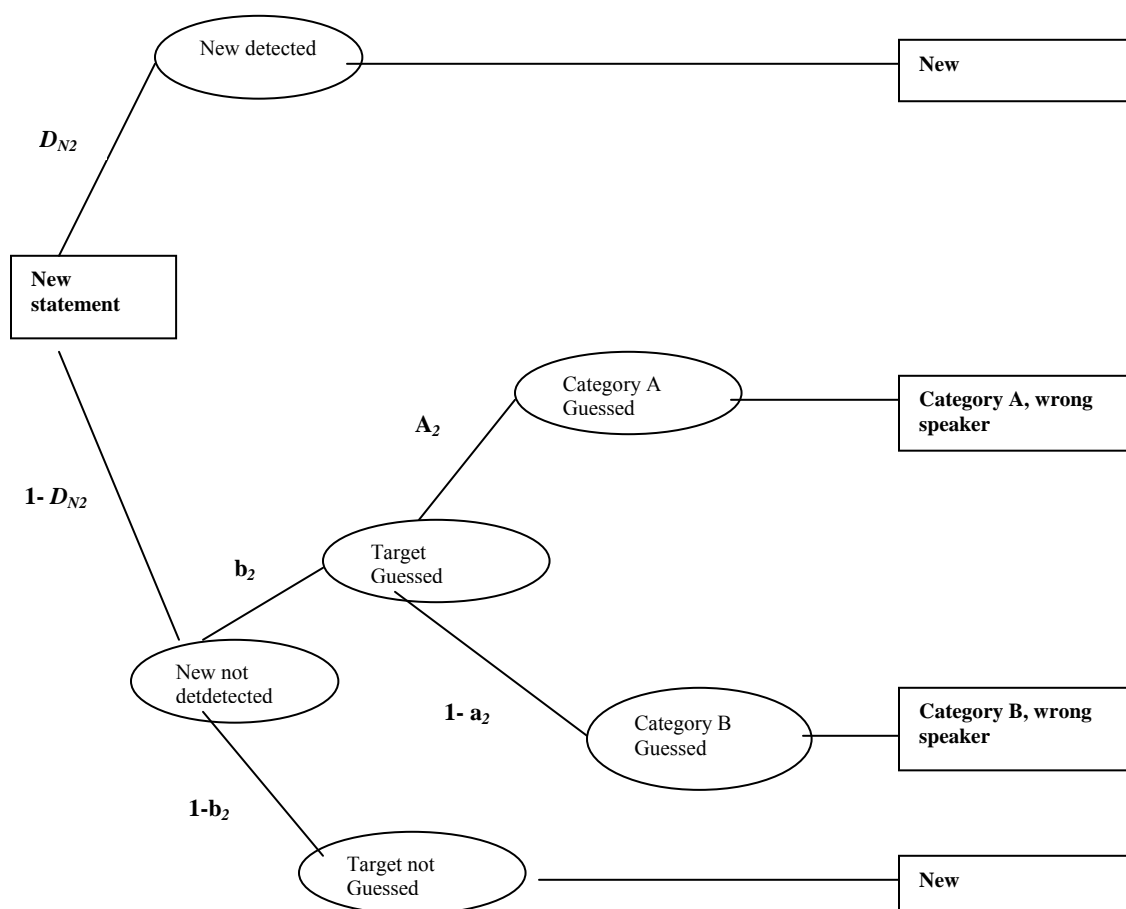 New detected
New
D_N2
New
statement
Category A
Guessed
Category A, wrong
speaker
A_2
1- D_N2
Target
Guessed
b_2
New not
detdetected
1- a_2
Category B
Guessed
Category B, wrong
speaker
1-b_2
Target not
Guessed
New